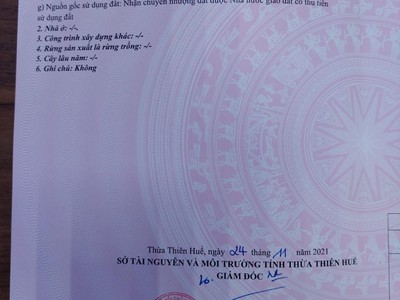 g) Nguồn gốc sử dụng đất: Nhận chuyển nhượng đất được Nhà nước giao đất có thu tiền
sử dụng đất
2. Nhà ở: -/-
3. Công trình xây dựng khác: -/-
4. Rừng sản xuất là rừng trồng: -/-
5. Cây lâu năm: -/-
6. Ghi chú: Không
Thừa Thiên Huế, ngày 24 tháng 11 năm 2021
SỞ TÀI NGUYÊN VÀ MÔI TRƯỜNG TỈNH THỪA THIÊN HUẾ
GIÁM ĐỐC